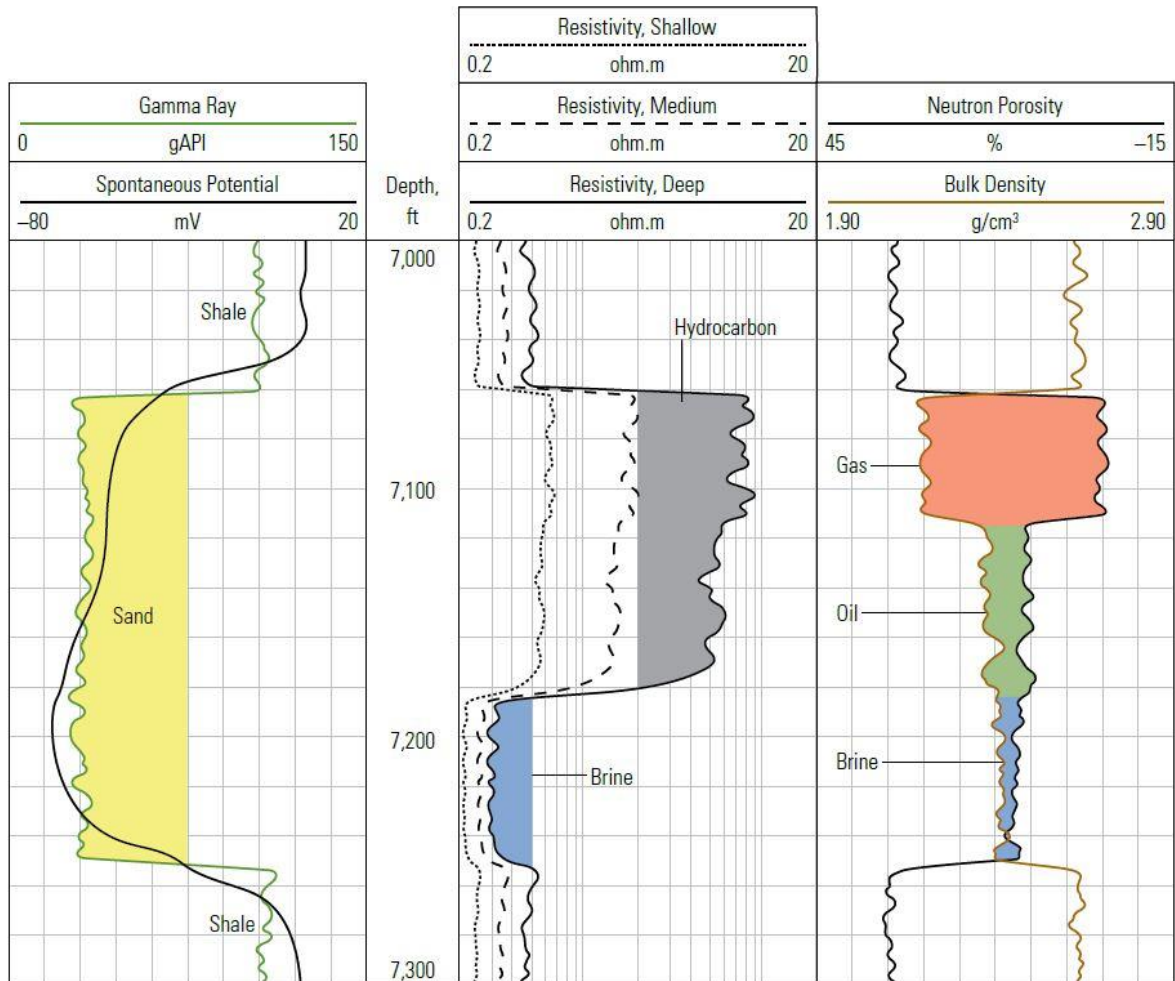 Resistivity, Shallow
0.2 ohm.m 20
Gamma Ray
0 gAPI 150
Resistivity, Medium
0.2 ohm.m 20
Neutron Porosity
45 % –15
Spontaneous Potential
–80 mV 20
Depth,
ft
Resistivity, Deep
0.2 ohm.m 20
Bulk Density
1.90 g/cm³ 2.90
7,000
Shale
Hydrocarbon
Gas
7,100
Sand
Oil
7,200
Brine
Brine
Shale
7,300